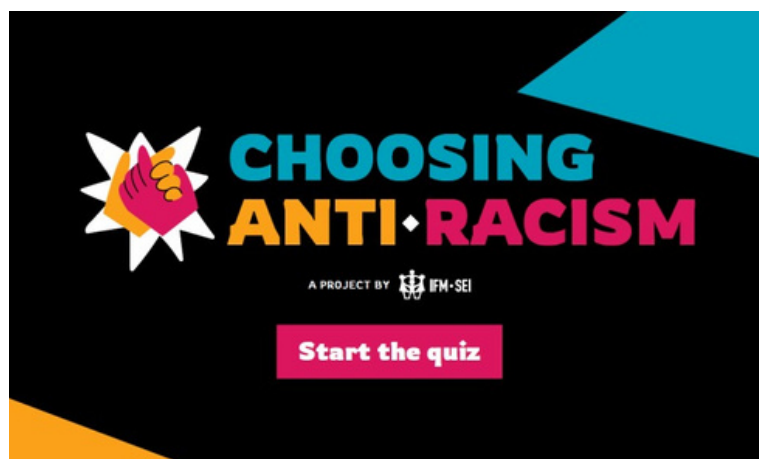 CHOOSING
ANTI•RACISM
A PROJECT BY IFM•SEI
Start the quiz